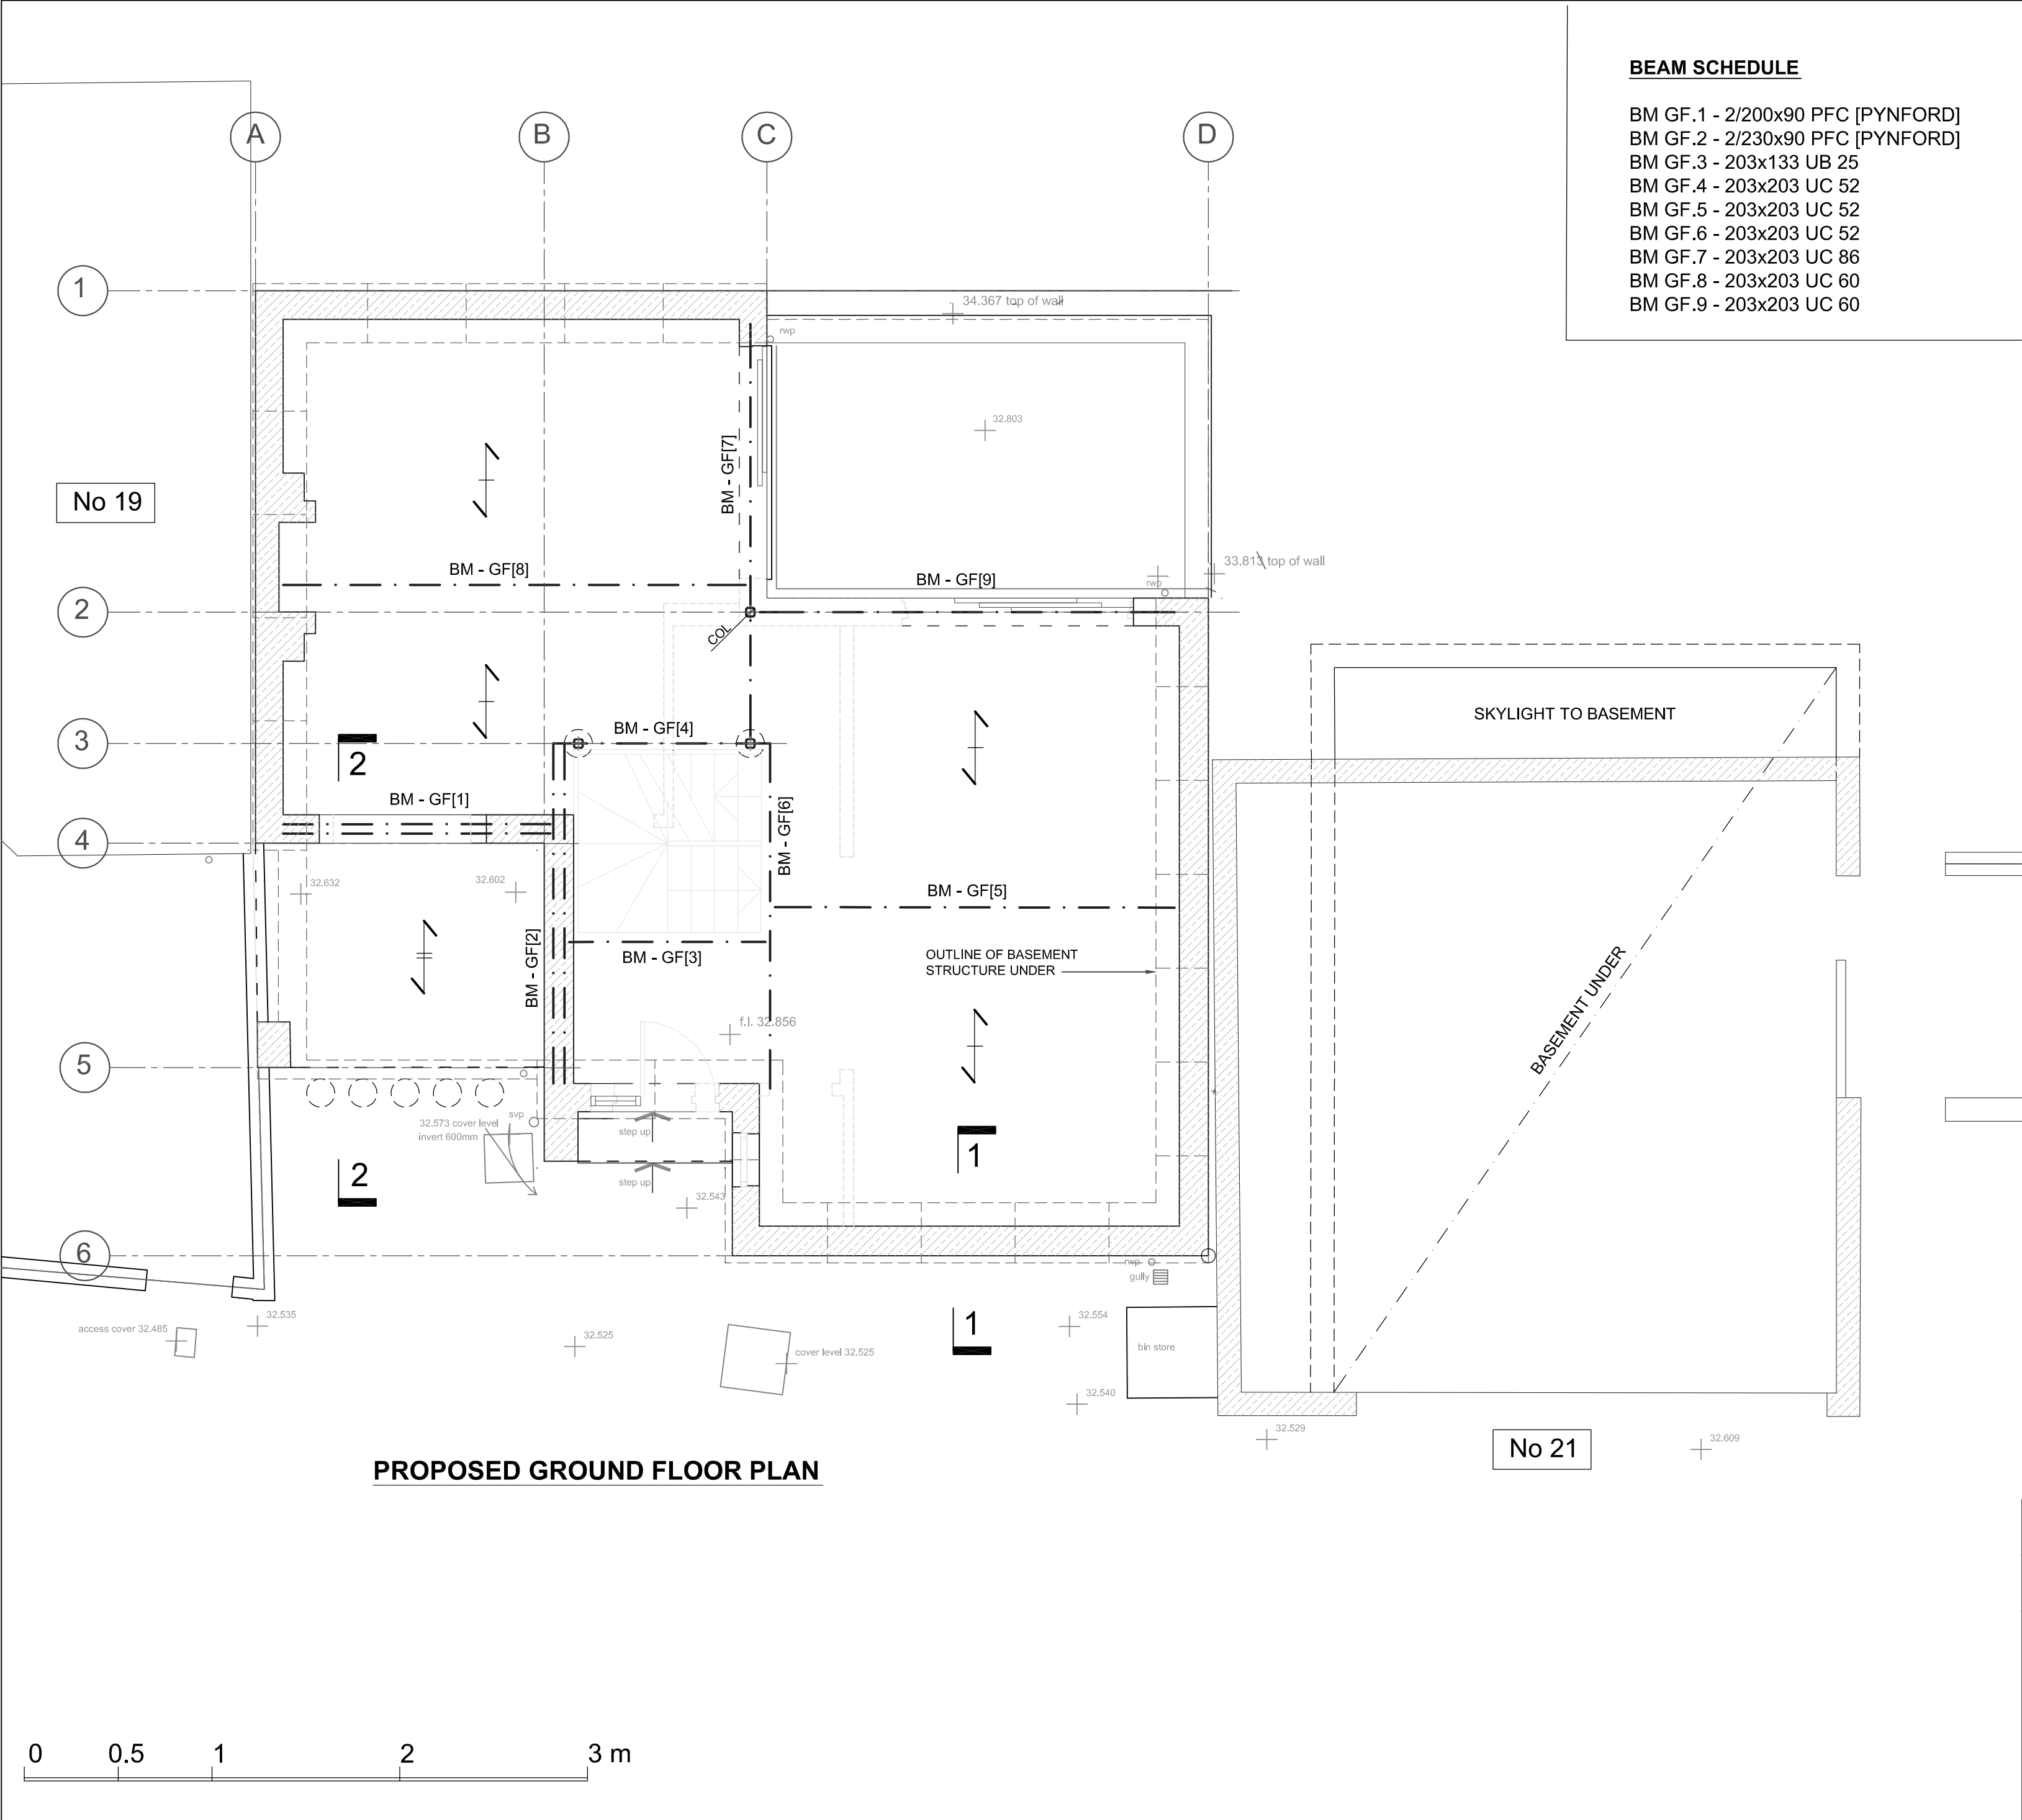 BEAM SCHEDULE
BM GF.1 - 2/200x90 PFC [PYNFORD]
BM GF.2 - 2/230x90 PFC [PYNFORD]
BM GF.3 - 203x133 UB 25
BM GF.4 - 203x203 UC 52
BM GF.5 - 203x203 UC 52
BM GF.6 - 203x203 UC 52
BM GF.7 - 203x203 UC 86
BM GF.8 - 203x203 UC 60
BM GF.9 - 203x203 UC 60
A
B
C
D
1
34.367 top of wall
rwp
32.803
BM - GF[7]
No 19
BM - GF[8]
BM - GF[9]
33.813 top of wall
rwp
2
COL
SKYLIGHT TO BASEMENT
3
BM - GF[4]
2
BM - GF[1]
BM - GF[6]
4
32.632
32.602
BM - GF[5]
BM - GF[2]
BM - GF[3]
OUTLINE OF BASEMENT
STRUCTURE UNDER
BASEMENT UNDER
f.l. 32.856
5
svp
32.573 cover level
invert 600mm
step up
1
2
step up
32.543
6
rwp
gully
32.535
access cover 32.485
32.525
cover level 32.525
1
32.554
bin store
32.540
32.529
No 21
32.609
PROPOSED GROUND FLOOR PLAN
0 0.5 1 2 3 m